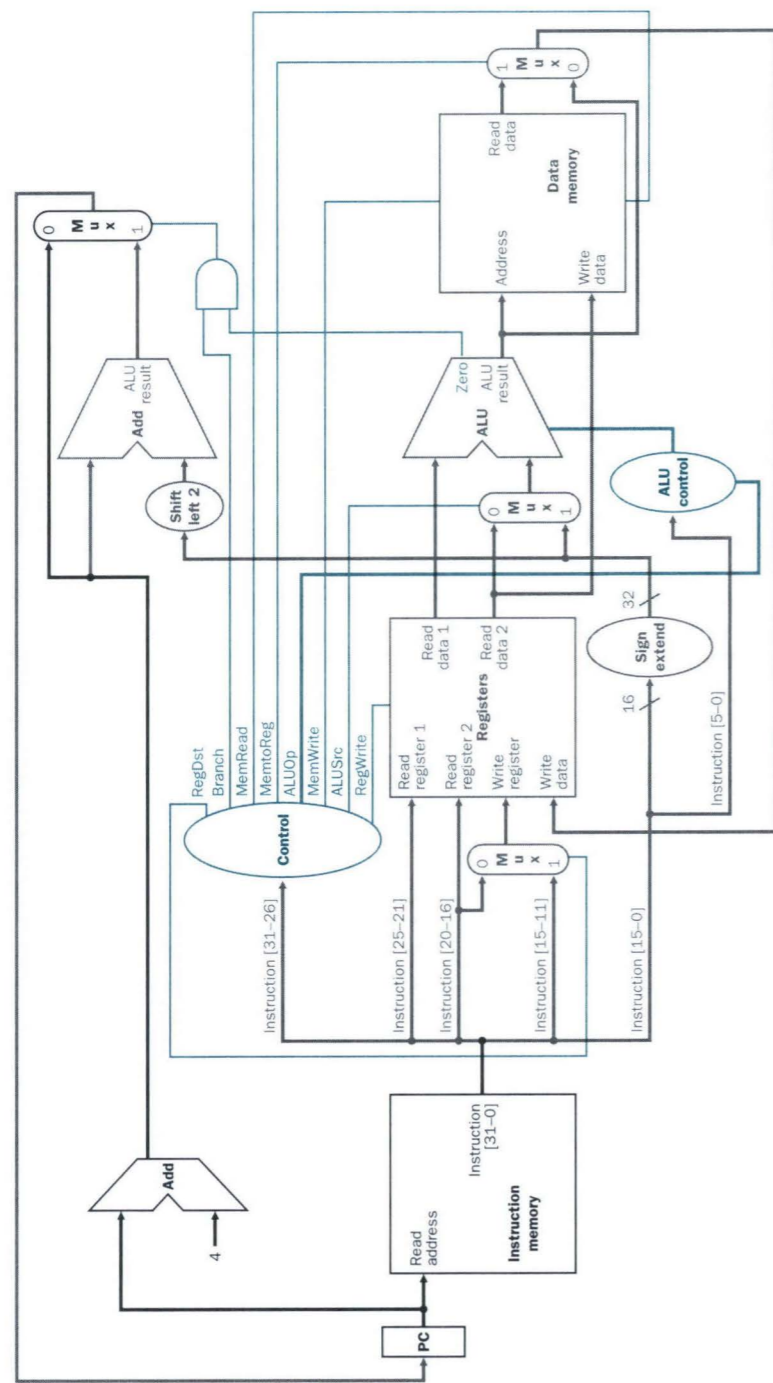 PC
4
Add
Read
address
Instruction
[31–0]
Instruction
memory
Instruction [31–26]
Instruction [25–21]
Instruction [20–16]
Instruction [15–11]
Instruction [15–0]
Instruction [5–0]
Control
RegDst
Branch
MemRead
MemtoReg
ALUOp
MemWrite
ALUSrc
RegWrite
0
M
u
x
1
Read
register 1
Read
register 2
Write
register
Write
data
Registers
Read
data 1
Read
data 2
16
Sign
extend
32
Shift
left 2
Add
ALU
result
0
M
u
x
1
0
M
u
x
1
ALU
Zero
ALU
result
ALU
control
Address
Write
data
Read
data
Data
memory
1
M
u
x
0